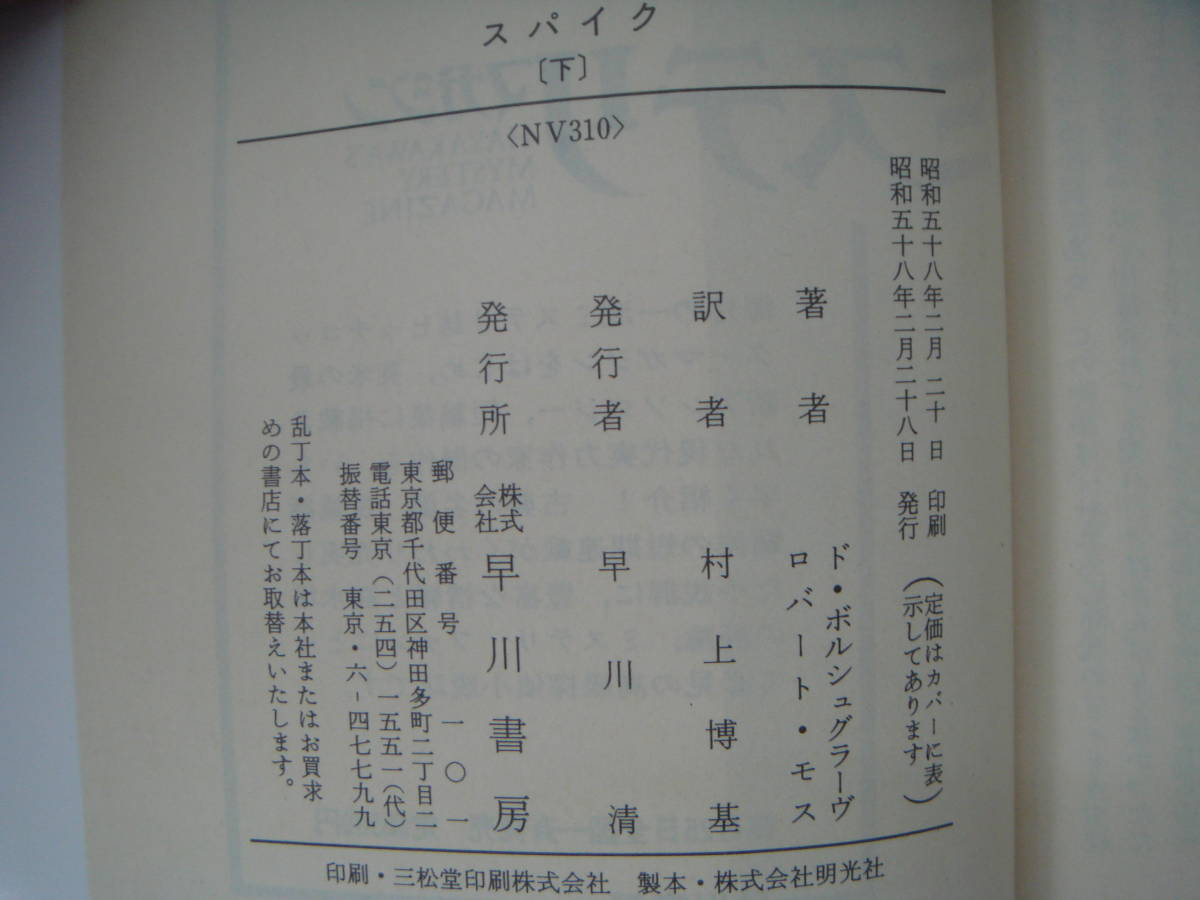 スパイク
〔下〕
〈NV310〉
昭和五十八年二月二十日 印刷
昭和五十八年二月二十八日 発行
(定価はカバーに表示してあります)
著者
ド・ボルシュグラーヴ
ロバート・モス
訳者 村上博基
発行者 早川清
発行所 株式会社 早川書房
郵便番号 一〇一
東京都千代田区神田多町二丁目二
電話東京(二五四)一五五一(代)
振替番号 東京・六-四七七九九
乱丁本・落丁本は本社またはお買求
めの書店にてお取替えいたします。
印刷・三松堂印刷株式会社 製本・株式会社明光社